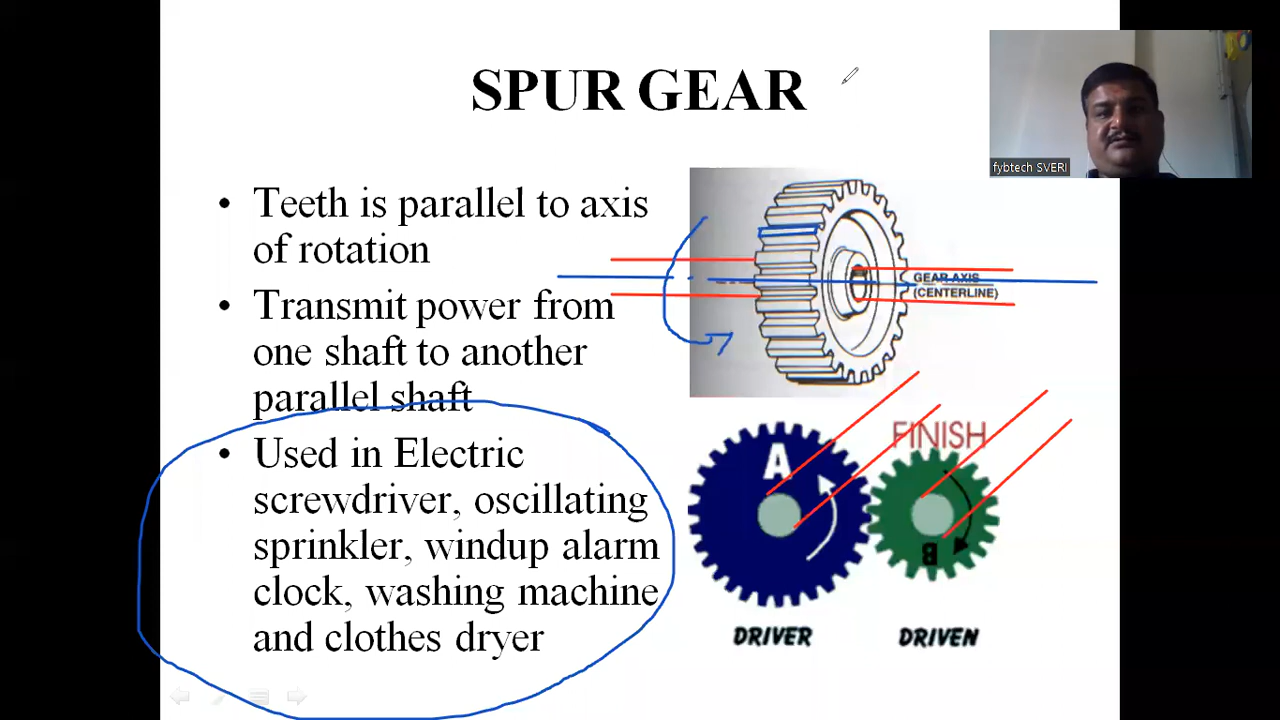 SPUR GEAR
fybtech SVERI
• Teeth is parallel to axis
of rotation
• Transmit power from
one shaft to another
parallel shaft
• Used in Electric
screwdriver, oscillating
sprinkler, windup alarm
clock, washing machine
and clothes dryer
GEAR AXIS
(CENTERLINE)
A
FINISH
B
DRIVER
DRIVEN